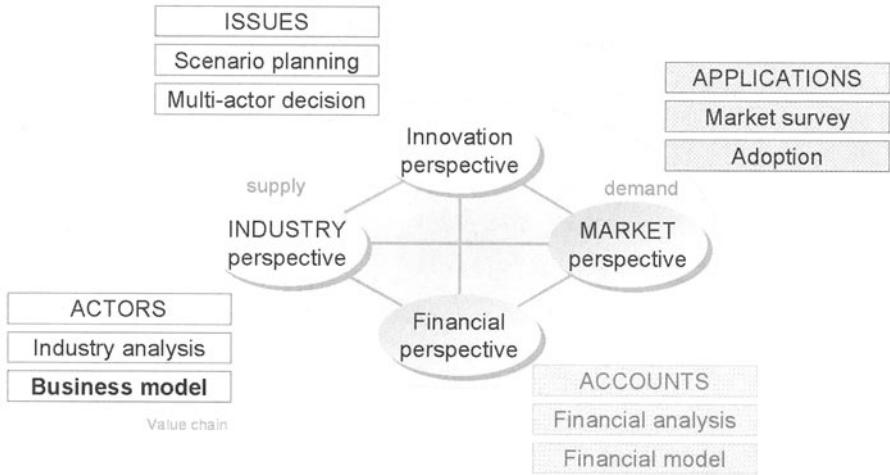 ISSUES
Scenario planning
Multi-actor decision
APPLICATIONS
Market survey
Adoption
Innovation
perspective
supply
demand
INDUSTRY
perspective
MARKET
perspective
ACTORS
Industry analysis
Business model
Value chain
Financial
perspective
ACCOUNTS
Financial analysis
Financial model